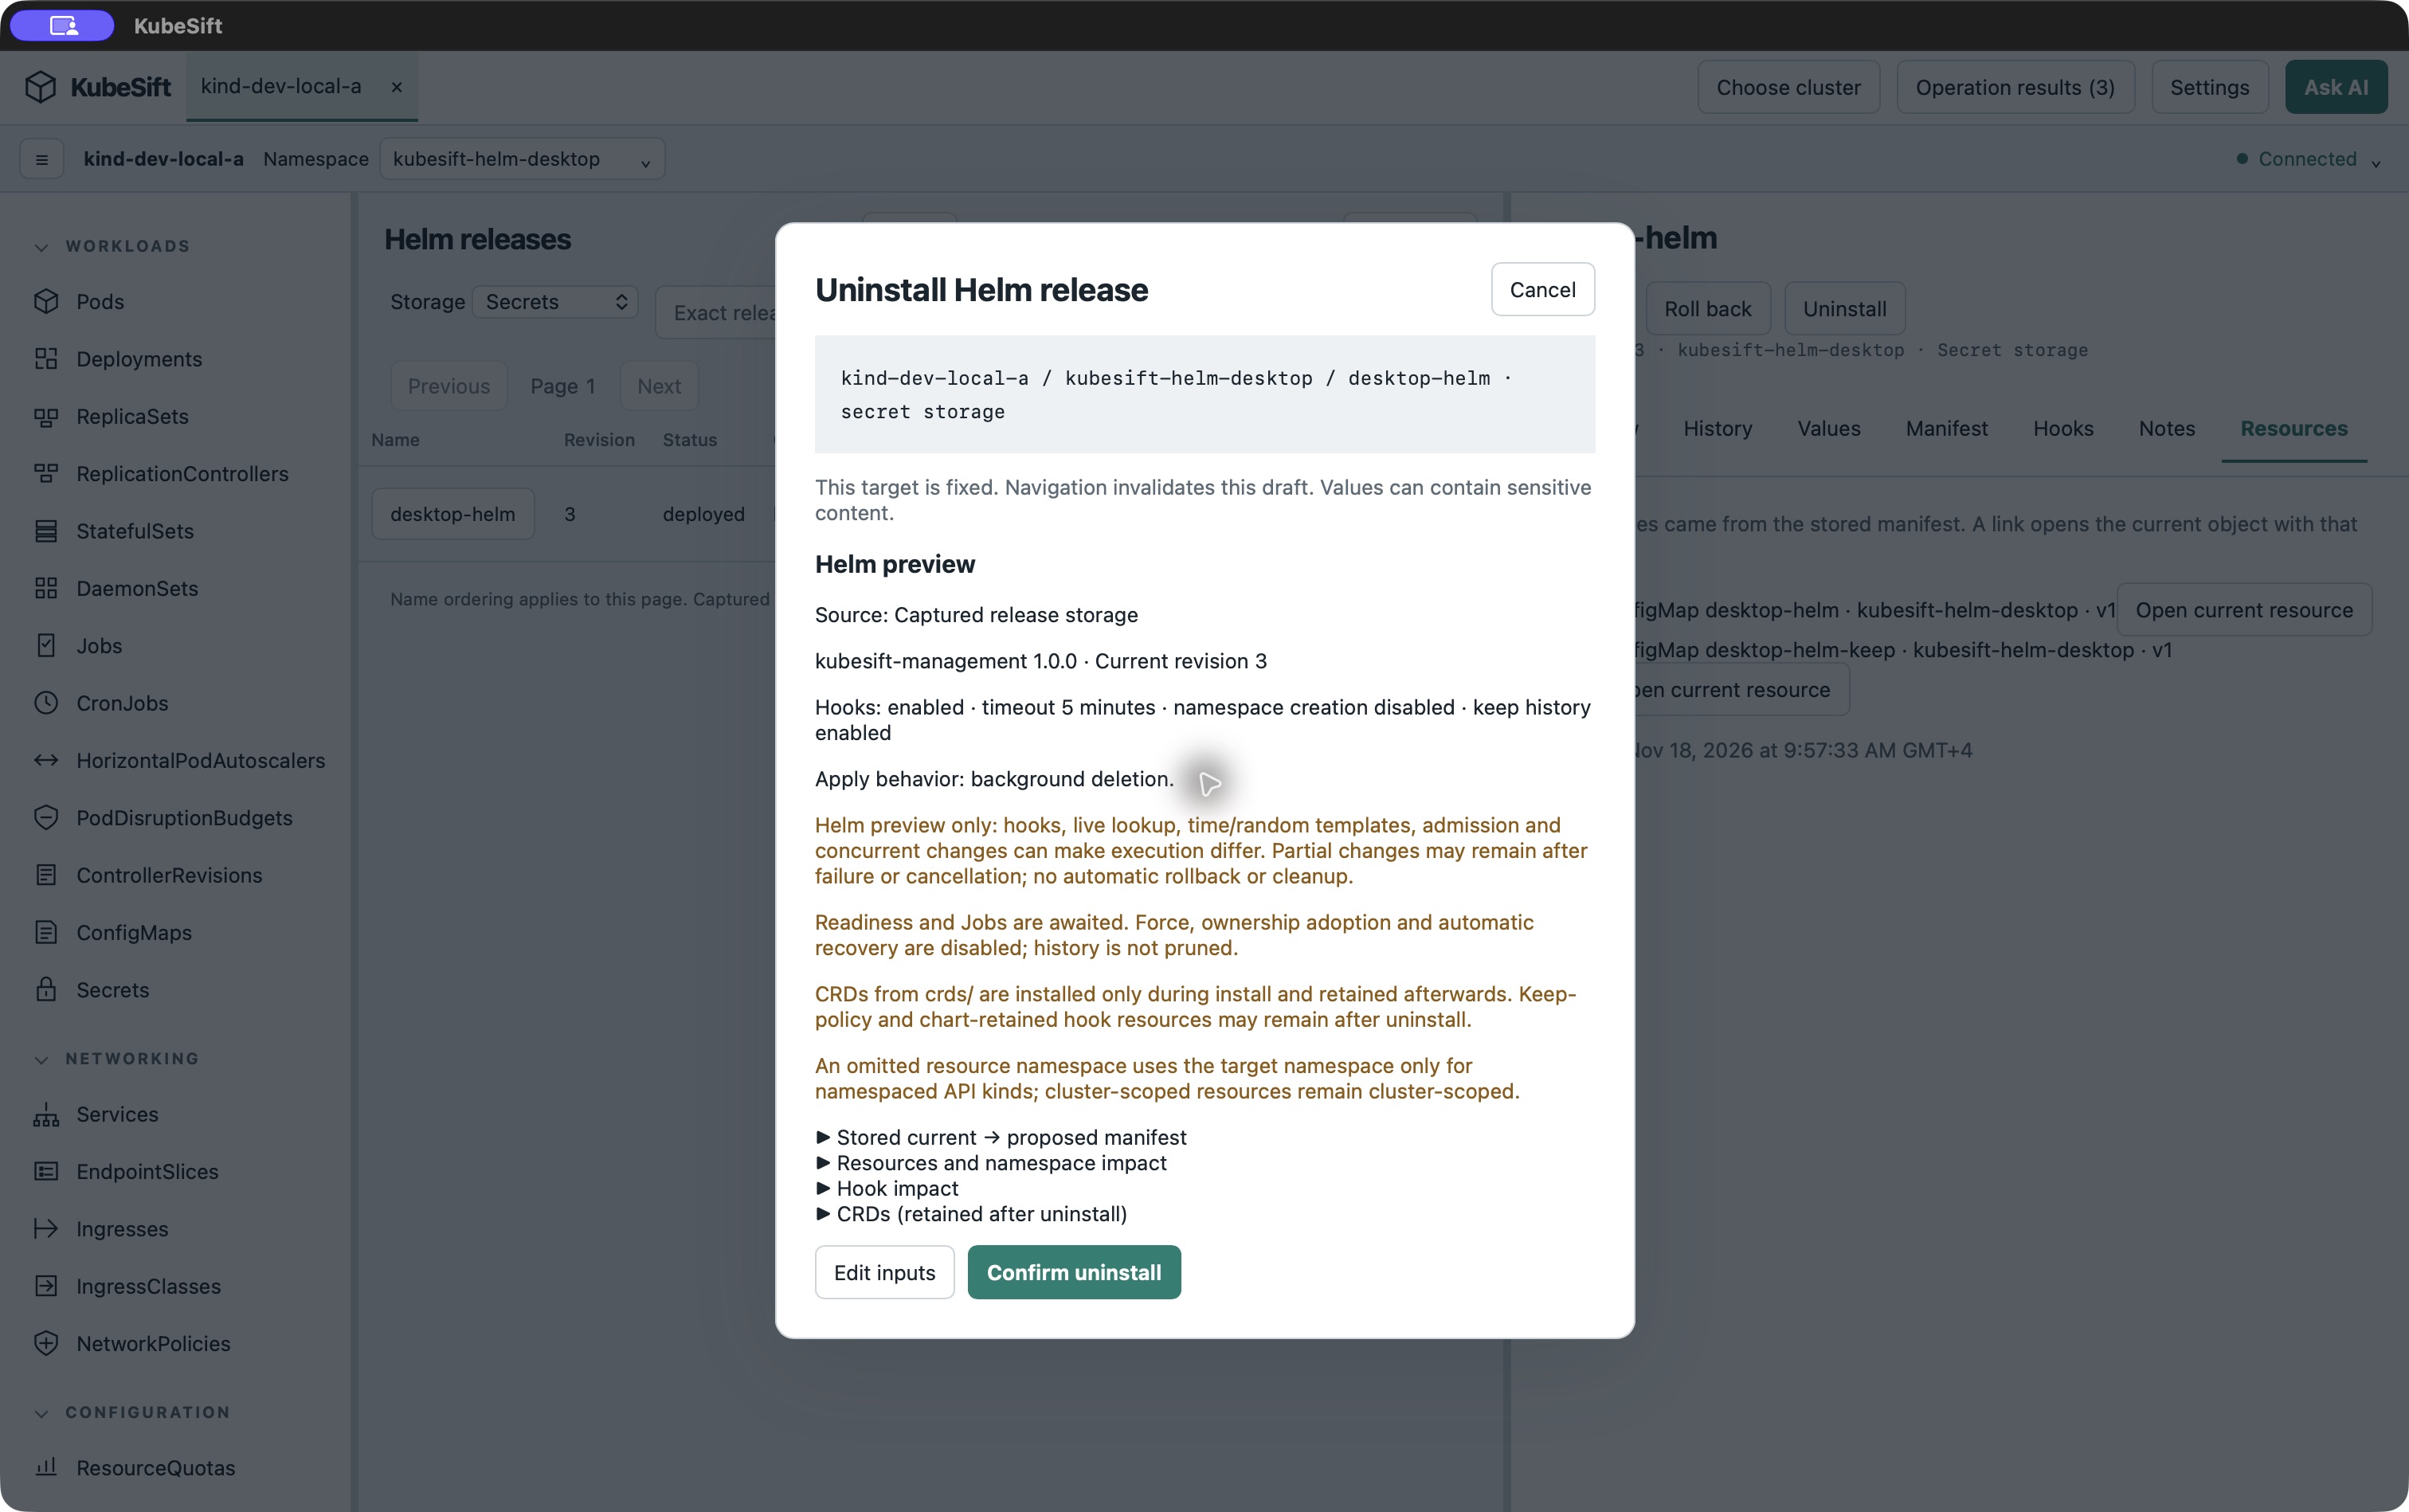 KubeSift
KubeSift
kind-dev-local-a ×
Choose cluster
Operation results (3)
Settings
Ask AI
kind-dev-local-a
Namespace
kubesift-helm-desktop
Connected
WORKLOADS
Pods
Deployments
ReplicaSets
ReplicationControllers
StatefulSets
DaemonSets
Jobs
CronJobs
HorizontalPodAutoscalers
PodDisruptionBudgets
ControllerRevisions
ConfigMaps
Secrets
NETWORKING
Services
EndpointSlices
Ingresses
IngressClasses
NetworkPolicies
CONFIGURATION
ResourceQuotas
Helm releases
Storage
Secrets
Exact
Previous
Page 1
Next
Name Revision Status
desktop-helm 3 deployed
Name ordering applies to this page. Captured
Uninstall Helm release
Cancel
kind-dev-local-a / kubesift-helm-desktop / desktop-helm ·
secret storage
This target is fixed. Navigation invalidates this draft. Values can contain sensitive
content.
Helm preview
Source: Captured release storage
kubesift-management 1.0.0 · Current revision 3
Hooks: enabled · timeout 5 minutes · namespace creation disabled · keep history
enabled
Apply behavior: background deletion.
Helm preview only: hooks, live lookup, time/random templates, admission and
concurrent changes can make execution differ. Partial changes may remain after
failure or cancellation; no automatic rollback or cleanup.
Readiness and Jobs are awaited. Force, ownership adoption and automatic
recovery are disabled; history is not pruned.
CRDs from crds/ are installed only during install and retained afterwards. Keep-
policy and chart-retained hook resources may remain after uninstall.
An omitted resource namespace uses the target namespace only for
namespaced API kinds; cluster-scoped resources remain cluster-scoped.
▶ Stored current → proposed manifest
▶ Resources and namespace impact
▶ Hook impact
▶ CRDs (retained after uninstall)
Edit inputs
Confirm uninstall
-helm
Roll back
Uninstall
3 · kubesift-helm-desktop · Secret storage
History Values Manifest Hooks Notes Resources
came from the stored manifest. A link opens the current object with that
desktop-helm · kubesift-helm-desktop · v1 Open current resource
desktop-helm-keep · kubesift-helm-desktop · v1
current resource
18, 2026 at 9:57:33 AM GMT+4